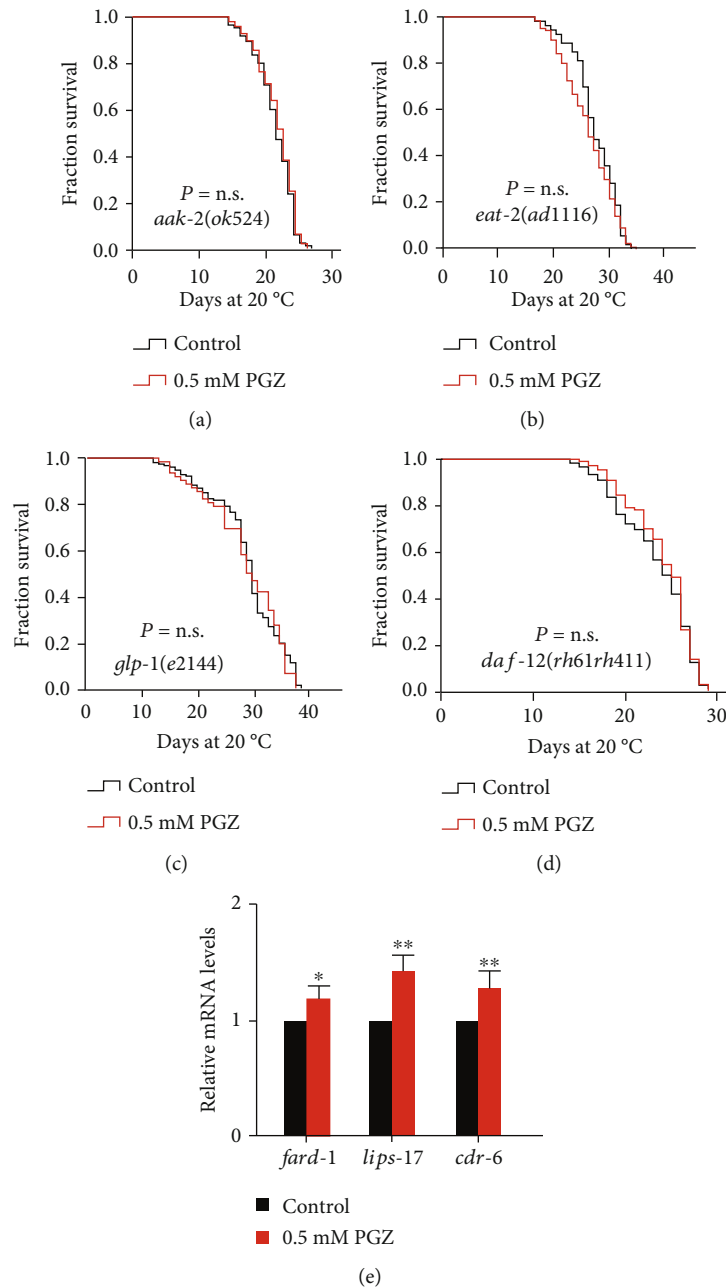 1.0
0.8
0.6
0.4
0.2
0.0
Fraction survival
P = n.s.
aak-2(ok524)
0 10 20 30
Days at 20 °C
Control
0.5 mM PGZ
(a)
1.0
0.8
0.6
0.4
0.2
0.0
Fraction survival
P = n.s.
eat-2(ad1116)
0 10 20 30 40
Days at 20 °C
Control
0.5 mM PGZ
(b)
1.0
0.8
0.6
0.4
0.2
0.0
Fraction survival
P = n.s.
glp-1(e2144)
0 10 20 30 40
Days at 20 °C
Control
0.5 mM PGZ
(c)
1.0
0.8
0.6
0.4
0.2
0.0
Fraction survival
P = n.s.
daf-12(rh61rh411)
0 10 20 30
Days at 20 °C
Control
0.5 mM PGZ
(d)
2
1
0
Relative mRNA levels
* ** **
fard-1 lips-17 cdr-6
Control
0.5 mM PGZ
(e)